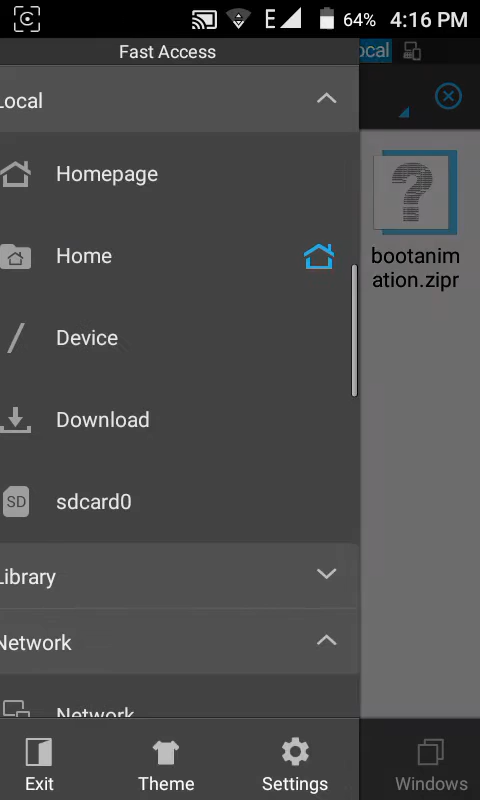 E 64% 4:16 PM
Fast Access
ocal
Local
Homepage
bootanim
ation.zipr
Home
Device
Download
SD sdcard0
Library
Network
Network
Exit Theme Settings Windows